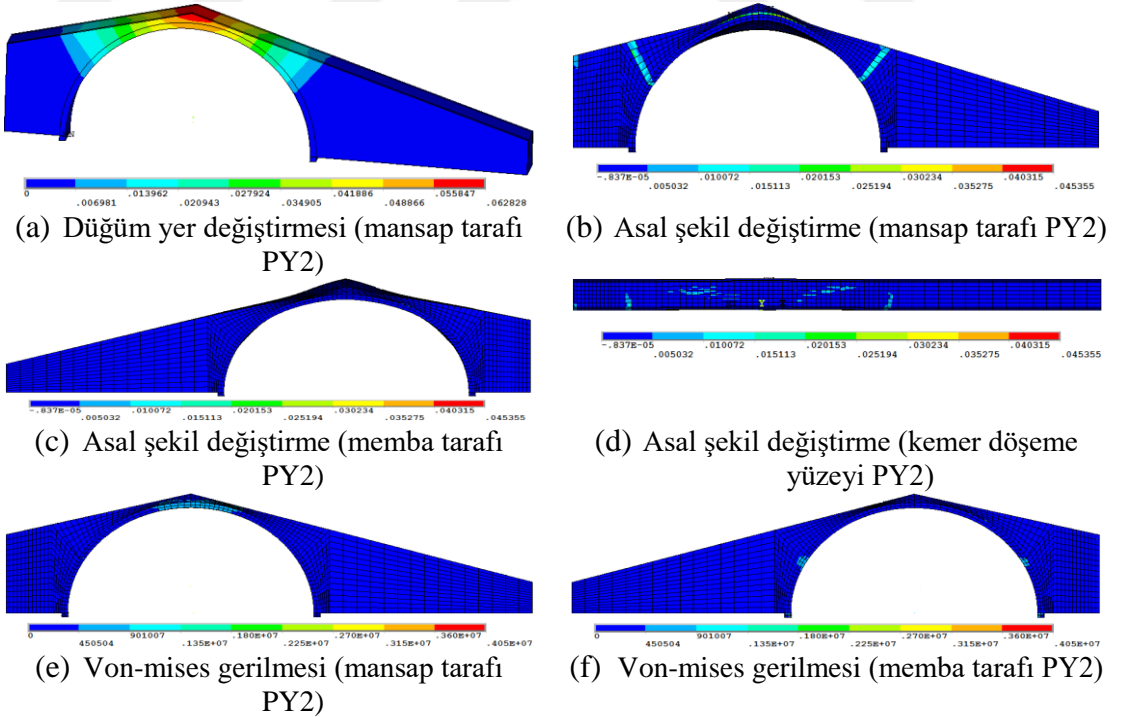 0 .013962 .027924 .041886 .055847
.006981 .020943 .034905 .048866 .062828
-.837E-05 .010072 .020153 .030234 .040315
.005032 .015113 .025194 .035275 .045355
(a) Düğüm yer değiştirmesi (mansap tarafı
PY2)
(b) Asal şekil değiştirme (mansap tarafı PY2)
Y
-.837E-05 .010072 .020153 .030234 .040315
.005032 .015113 .025194 .035275 .045355
-.837E-05 .010072 .020153 .030234 .040315
.005032 .015113 .025194 .035275 .045355
(c) Asal şekil değiştirme (memba tarafı
PY2)
(d) Asal şekil değiştirme (kemer döşeme
yüzeyi PY2)
0 901007 .180E+07 .270E+07 .360E+07
450504 .135E+07 .225E+07 .315E+07 .405E+07
0 901007 .180E+07 .270E+07 .360E+07
450504 .135E+07 .225E+07 .315E+07 .405E+07
(e) Von-mises gerilmesi (mansap tarafı
PY2)
(f) Von-mises gerilmesi (memba tarafı PY2)